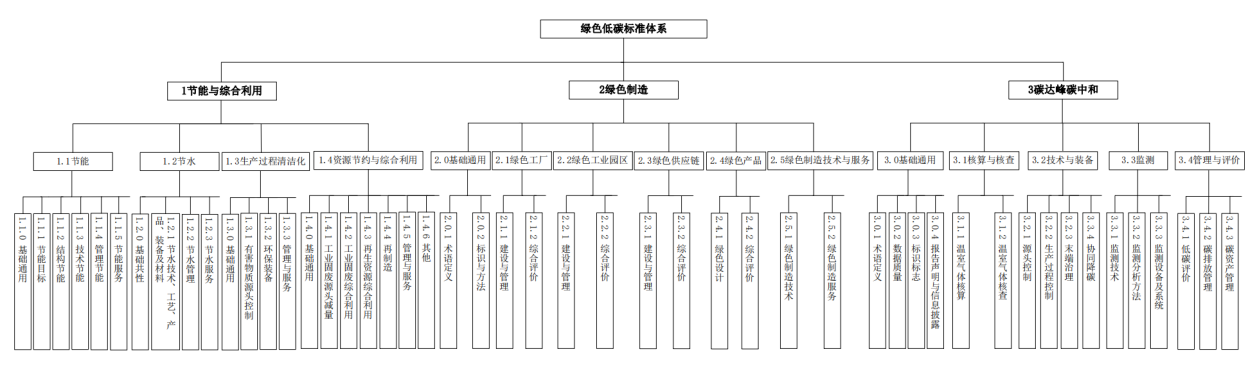 绿色低碳标准体系
1节能与综合利用
2绿色制造
3碳达峰碳中和
1.1节能
1.2节水
1.3生产过程清洁化
1.4资源节约与综合利用
2.0基础通用
2.1绿色工厂
2.2绿色工业园区
2.3绿色供应链
2.4绿色产品
2.5绿色制造技术与服务
3.0基础通用
3.1核算与核查
3.2技术与装备
3.3监测
3.4管理与评价
1.1.0 基础通用
1.1.1 节能目标
1.1.2 结构节能
1.1.3 技术节能
1.1.4 管理节能
1.1.5 节能服务
1.2.0 基础共性
1.2.1 节水技术、工艺、产
品、装备及材料
1.2.2 节水管理
1.2.3 节水服务
1.3.0 基础通用
1.3.1 有害物质源头控制
1.3.2 环保装备
1.3.3 管理与服务
1.4.0 基础通用
1.4.1 工业固废源头减量
1.4.2 工业固废综合利用
1.4.3 再生资源综合利用
1.4.4 再制造
1.4.5 管理与服务
1.4.6 其他
2.0.1 术语定义
2.0.2 标识与方法
2.1.1 建设与管理
2.1.2 综合评价
2.2.1 建设与管理
2.2.2 综合评价
2.3.1 建设与管理
2.3.2 综合评价
2.4.1 绿色设计
2.4.2 综合评价
2.5.1 绿色制造技术
2.5.2 绿色制造服务
3.0.1 术语定义
3.0.2 数据质量
3.0.3 标识标志
3.0.4 报告声明与信息披露
3.1.1 温室气体核算
3.1.2 温室气体核查
3.2.1 源头控制
3.2.2 生产过程控制
3.2.3 末端治理
3.3.4 协同降碳
3.3.1 监测技术
3.3.2 监测分析方法
3.3.3 监测设备及系统
3.4.1 低碳评价
3.4.2 碳排放管理
3.4.3 碳资产管理